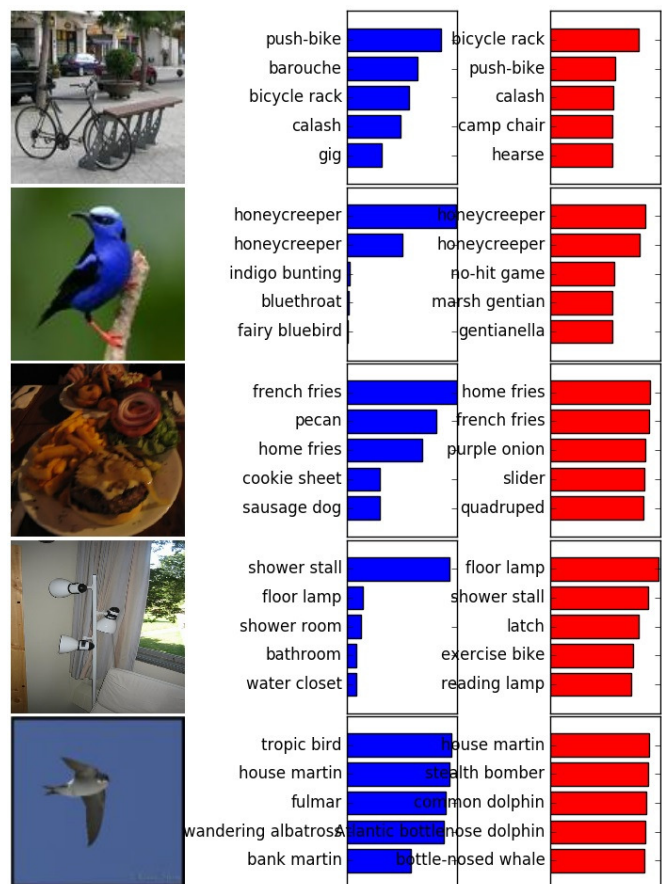 push-bike bicycle rack
barouche push-bike
bicycle rack calash
calash camp chair
gig hearse
honeycreeper honeycreeper
honeycreeper honeycreeper
indigo bunting no-hit game
bluethroat marsh gentian
fairy bluebird gentianella
french fries home fries
pecan french fries
home fries purple onion
cookie sheet slider
sausage dog quadruped
shower stall floor lamp
floor lamp shower stall
shower room latch
bathroom exercise bike
water closet reading lamp
tropic bird house martin
house martin stealth bomber
fulmar common dolphin
wandering albatross Atlantic bottlenose dolphin
bank martin bottle-nosed whale